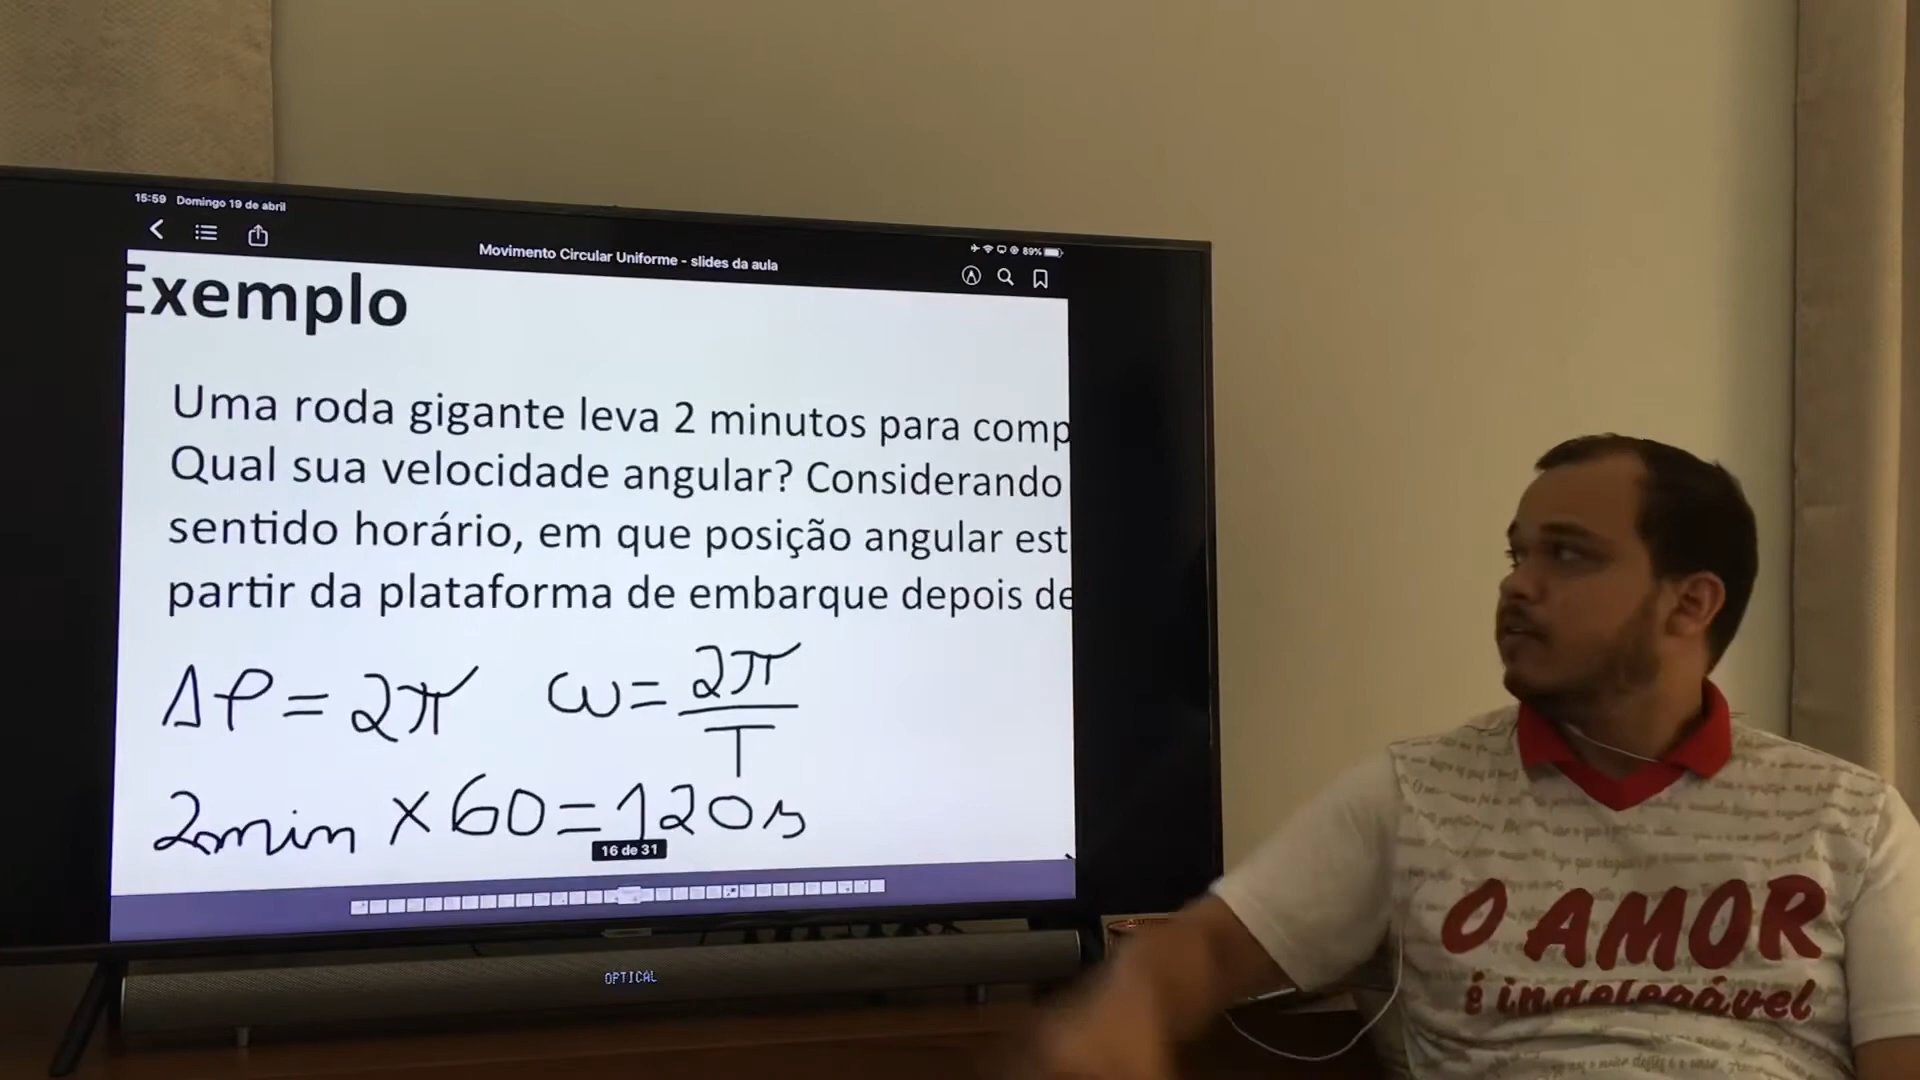 15:59 Domingo 19 de abril
89%
Movimento Circular Uniforme - slides da aula
Exemplo
Uma roda gigante leva 2 minutos para comp
Qual sua velocidade angular? Considerando
sentido horário, em que posição angular est
partir da plataforma de embarque depois de
Δφ = 2π ω = 2π/T
2min × 60 = 120s
16 de 31
OPTICAL
O AMOR
é indelegável